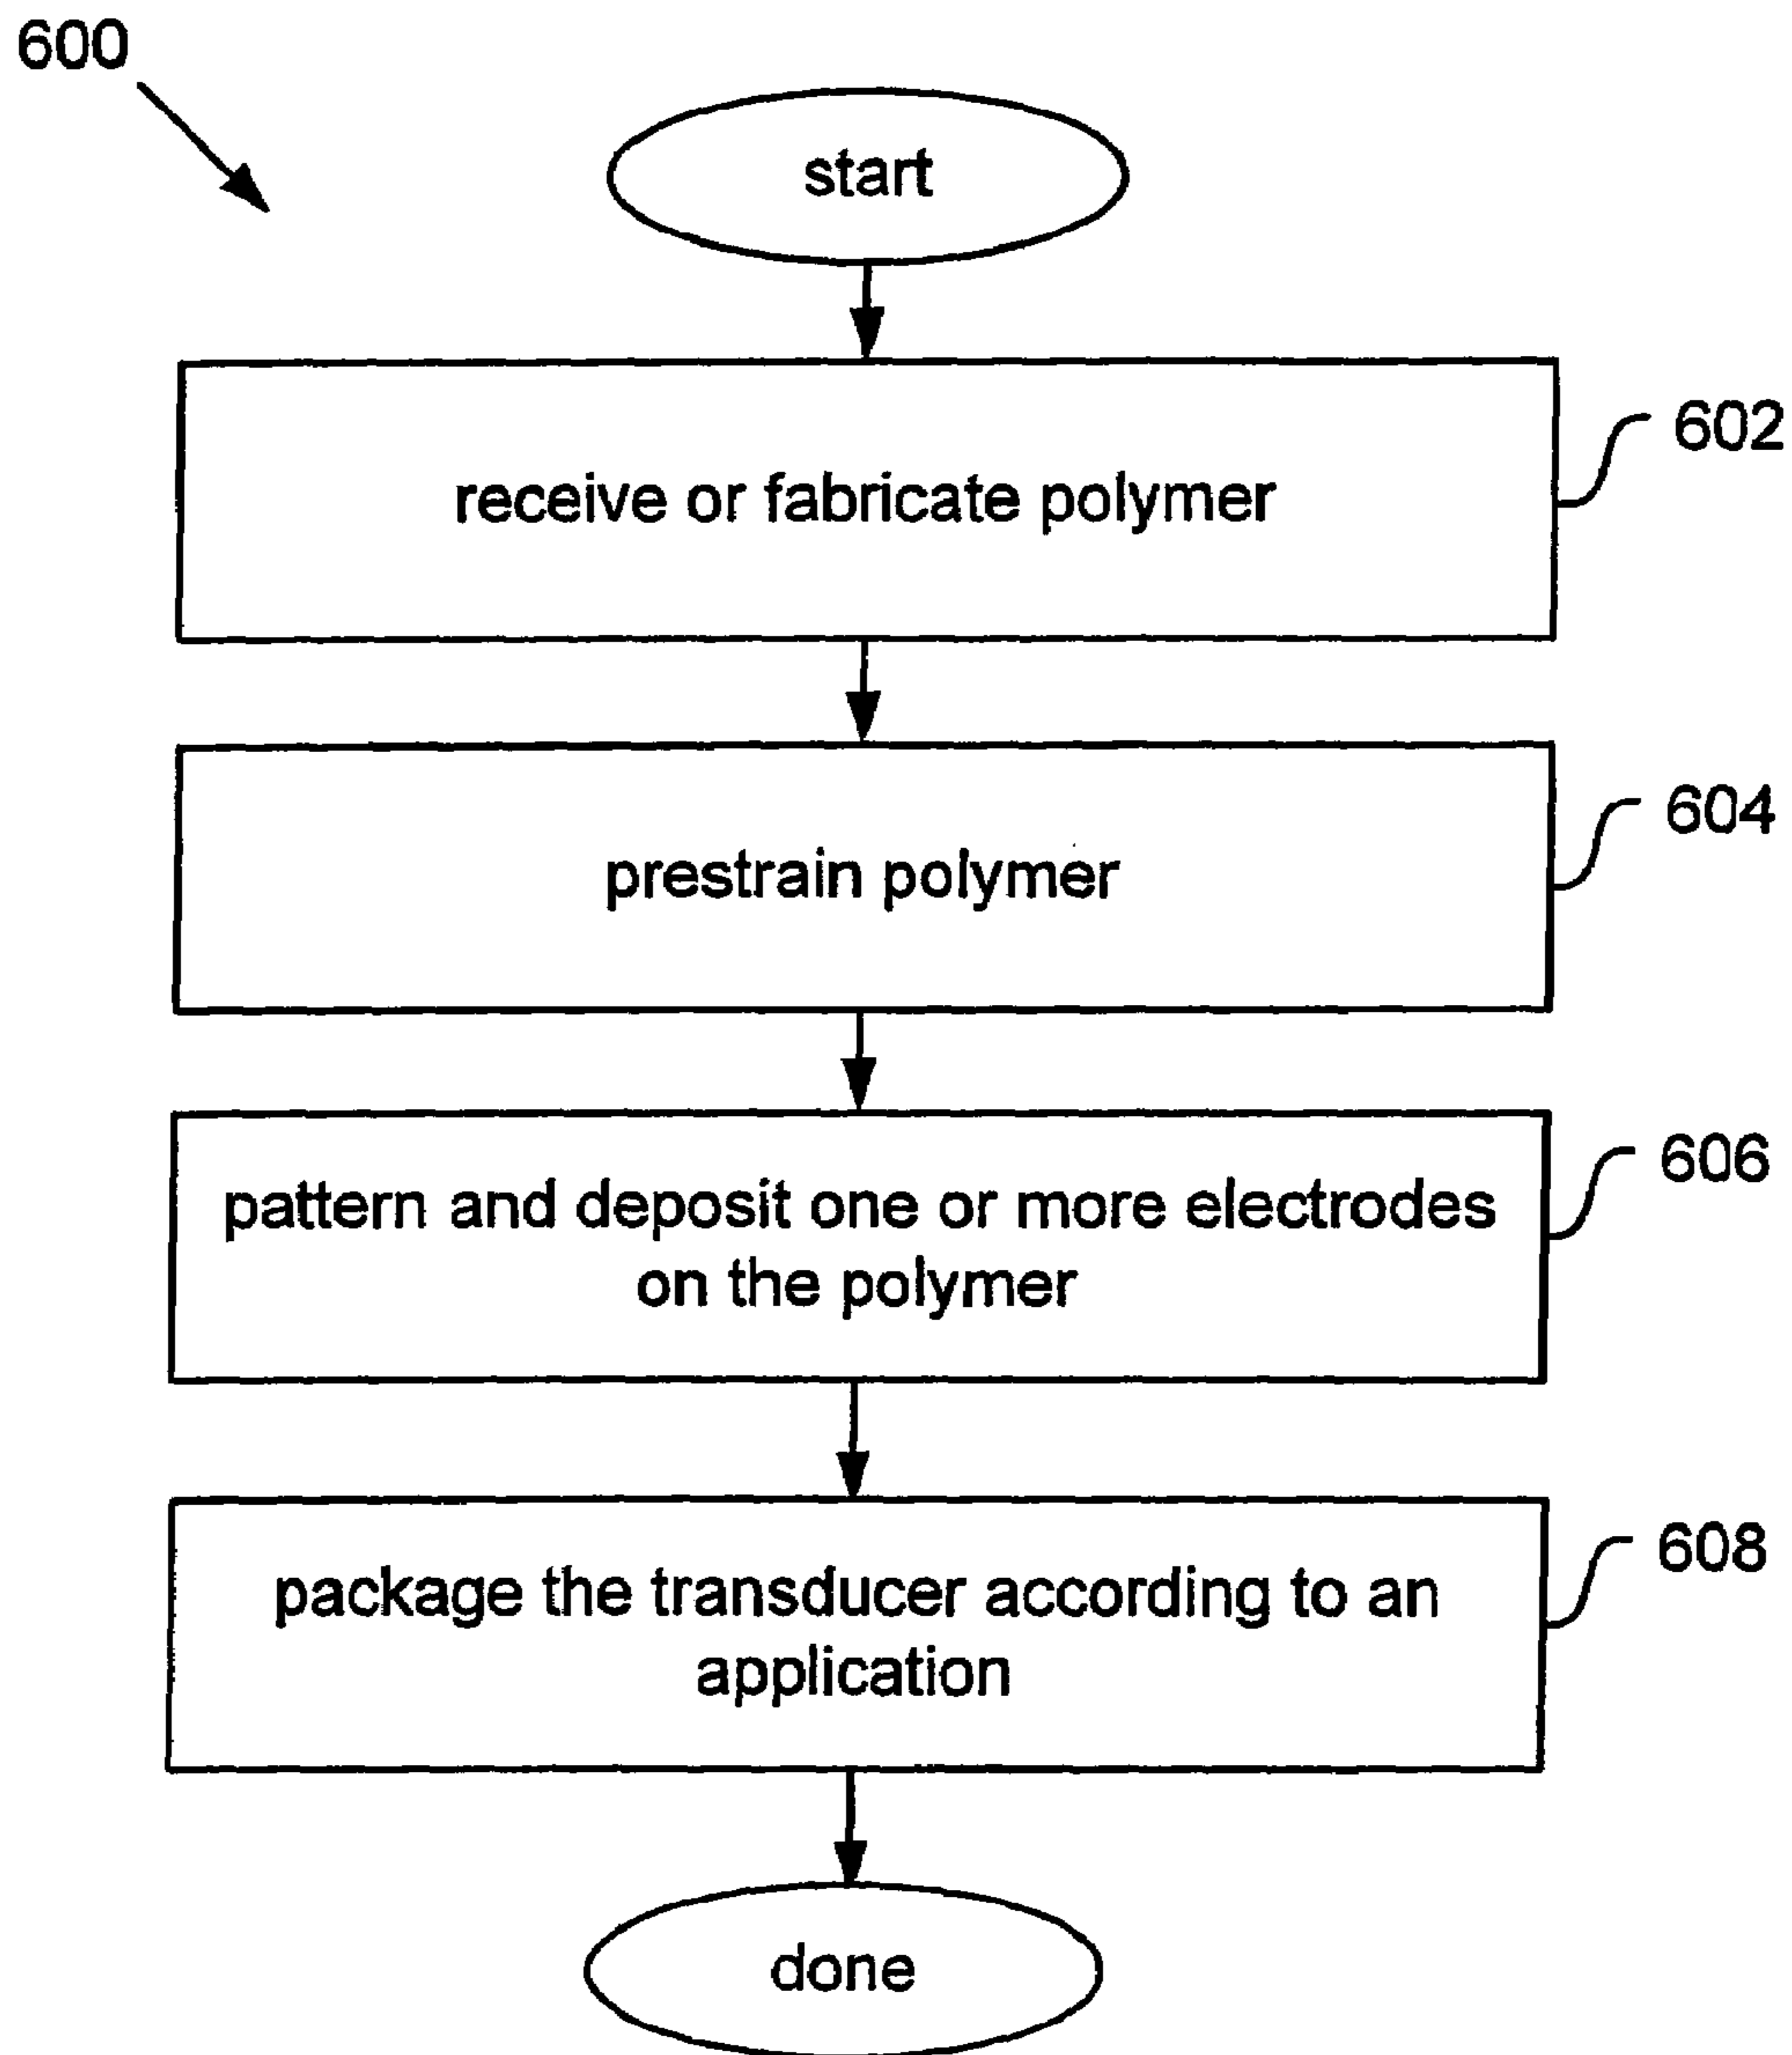 600
start
receive or fabricate polymer
602
prestrain polymer
604
pattern and deposit one or more electrodes
on the polymer
606
package the transducer according to an
application
608
done